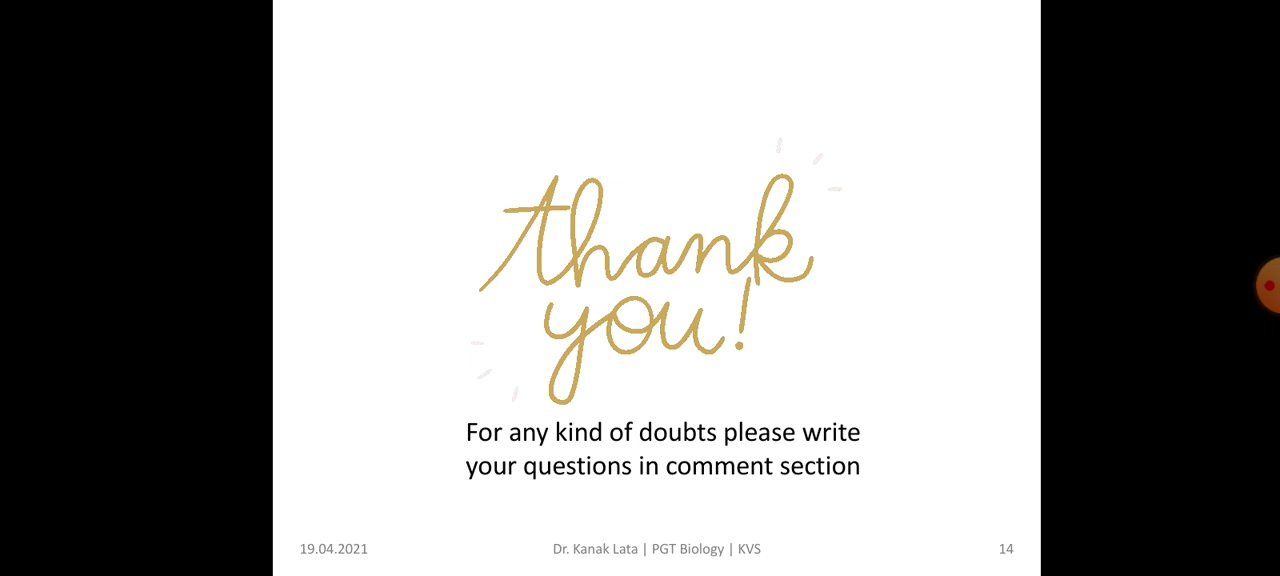 thank
you!
For any kind of doubts please write
your questions in comment section
19.04.2021
Dr. Kanak Lata | PGT Biology | KVS
14